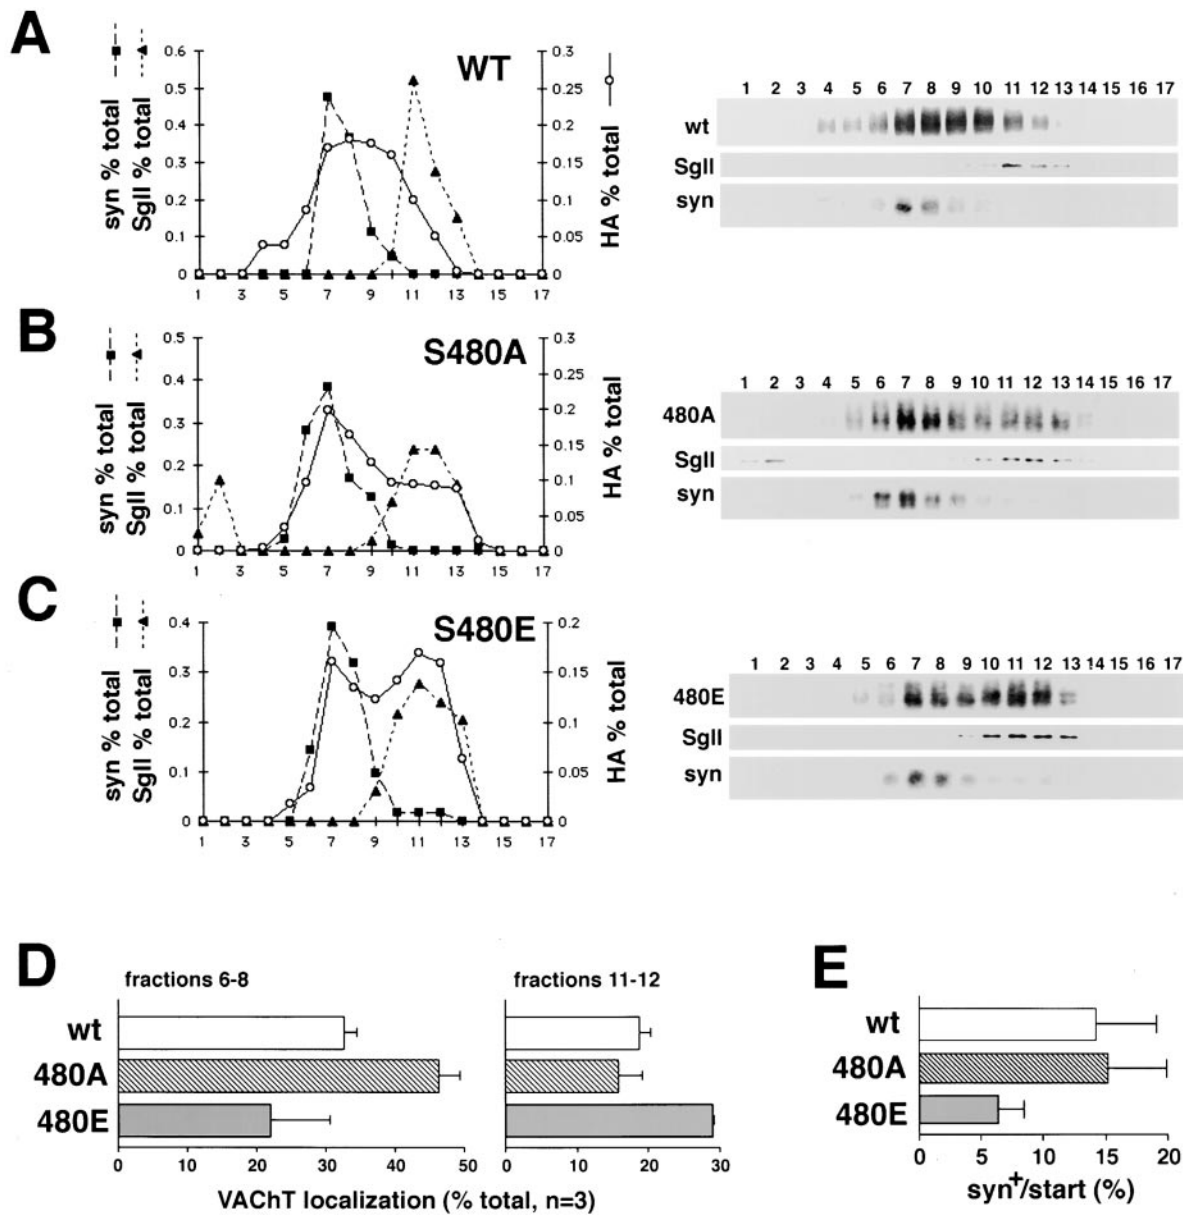 A
syn % total
SgII % total
0.6
0.5
0.4
0.3
0.2
0.1
0
WT
0.3
0.25
0.2
0.15
0.1
0.05
0
HA % total
1 3 5 7 9 11 13 15 17
1 2 3 4 5 6 7 8 9 10 11 12 13 14 15 16 17
wt
SgII
syn
B
syn % total
SgII % total
0.5
0.4
0.3
0.2
0.1
0
S480A
0.3
0.25
0.2
0.15
0.1
0.05
0
HA % total
1 3 5 7 9 11 13 15 17
1 2 3 4 5 6 7 8 9 10 11 12 13 14 15 16 17
480A
SgII
syn
C
syn % total
SgII % total
0.4
0.3
0.2
0.1
0
S480E
0.2
0.15
0.1
0.05
0
HA % total
1 3 5 7 9 11 13 15 17
1 2 3 4 5 6 7 8 9 10 11 12 13 14 15 16 17
480E
SgII
syn
D
fractions 6-8
fractions 11-12
wt
480A
480E
0 20 40 50
0 10 20 30
VAChT localization (% total, n=3)
E
wt
480A
480E
0 5 10 15 20
syn+/start (%)